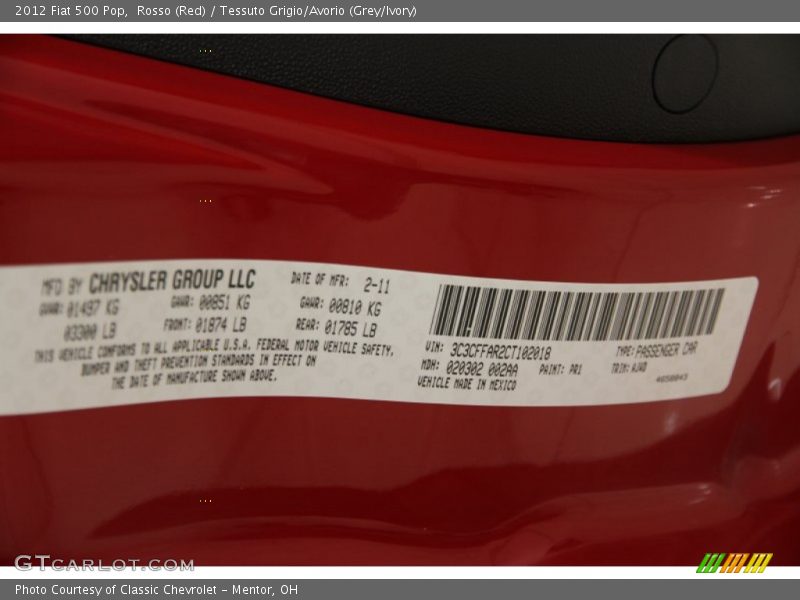 2012 Fiat 500 Pop,  Rosso (Red) / Tessuto Grigio/Avorio (Grey/Ivory)
MFD BY CHRYSLER GROUP LLC
DATE OF MFR: 2-11
GVWR: 01497 KG
GAWR: 00851 KG
GAWR: 00810 KG
03300 LB
FRONT: 01874 LB
REAR: 01785 LB
THIS VEHICLE CONFORMS TO ALL APPLICABLE U.S.A. FEDERAL MOTOR VEHICLE SAFETY,
BUMPER AND THEFT PREVENTION STANDARDS IN EFFECT ON
THE DATE OF MANUFACTURE SHOWN ABOVE.
VIN: 3C3CFFAR2CT102018
TYPE: PASSENGER CAR
MDH: 020302 002AA
PAINT: PR1
TRIM: AJX0
VEHICLE MADE IN MEXICO
GTCARLOT.COM
Photo Courtesy of Classic Chevrolet - Mentor, OH